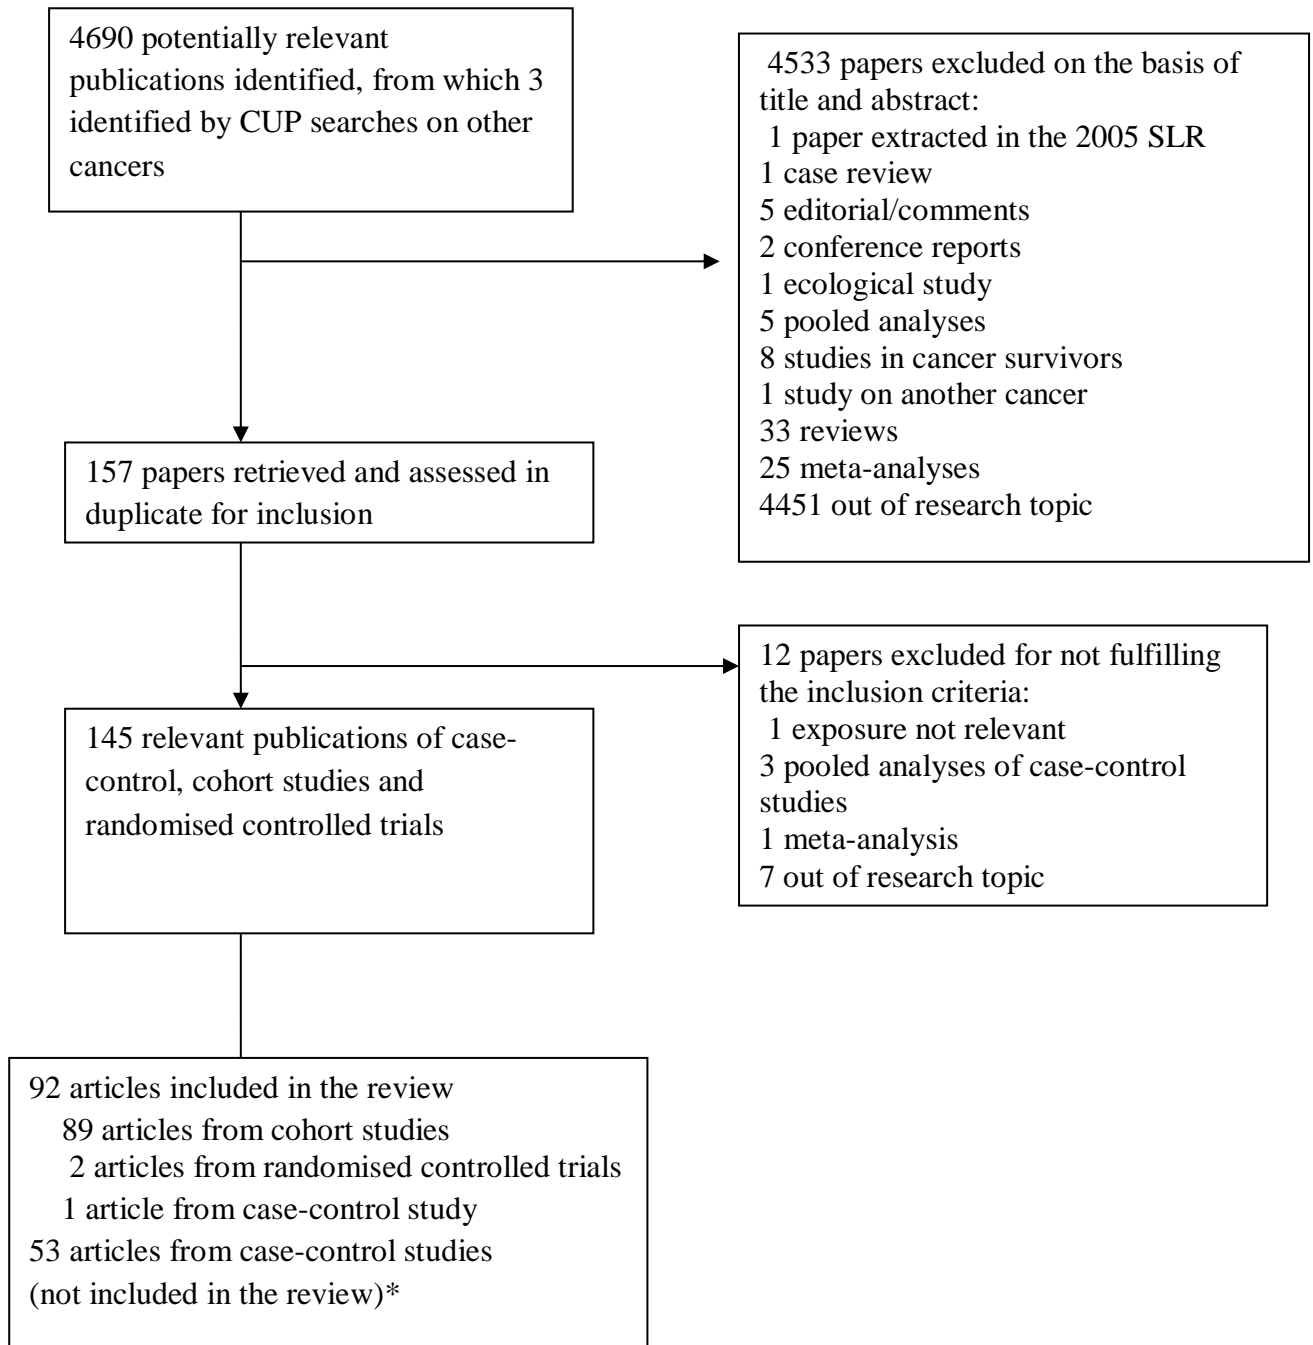 4690 potentially relevant
publications identified, from which 3
identified by CUP searches on other
cancers
4533 papers excluded on the basis of
title and abstract:
1 paper extracted in the 2005 SLR
1 case review
5 editorial/comments
2 conference reports
1 ecological study
5 pooled analyses
8 studies in cancer survivors
1 study on another cancer
33 reviews
25 meta-analyses
4451 out of research topic
157 papers retrieved and assessed in
duplicate for inclusion
12 papers excluded for not fulfilling
the inclusion criteria:
1 exposure not relevant
3 pooled analyses of case-control
studies
1 meta-analysis
7 out of research topic
145 relevant publications of case-
control, cohort studies and
randomised controlled trials
92 articles included in the review
89 articles from cohort studies
2 articles from randomised controlled trials
1 article from case-control study
53 articles from case-control studies
(not included in the review)*